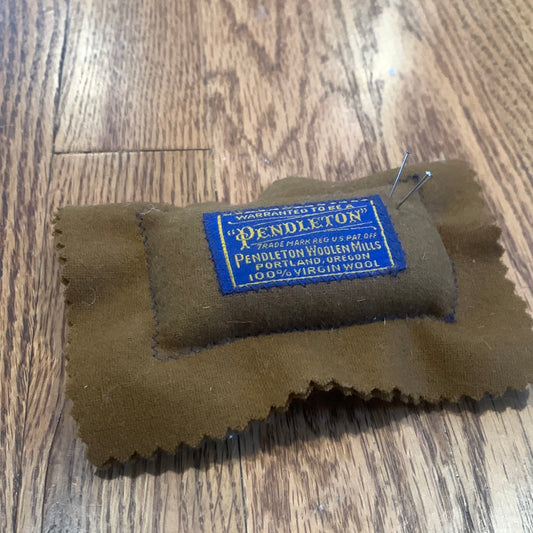 WARRANTED TO BE A
"PENDLETON"
TRADE MARK REG U.S. PAT. OFF.
PENDLETON WOOLEN MILLS
PORTLAND, OREGON
100% VIRGIN WOOL